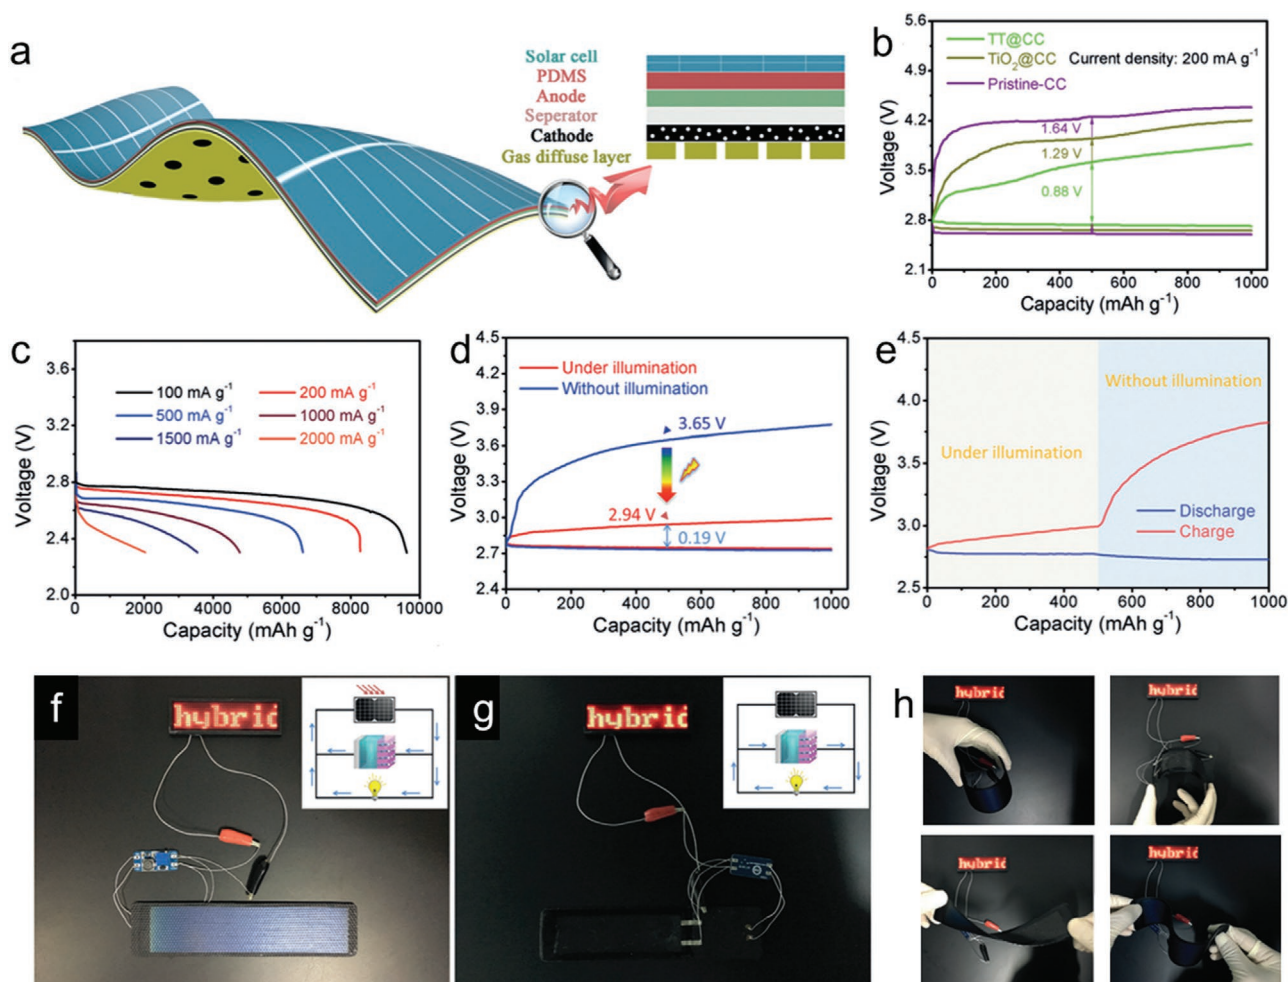 a
Solar cell
PDMS
Anode
Seperator
Cathode
Gas diffuse layer
b
5.6
4.9
4.2
3.5
2.8
2.1
Voltage (V)
TT@CC
TiO₂@CC
Pristine-CC
Current density: 200 mA g⁻¹
1.64 V
1.29 V
0.88 V
0 200 400 600 800 1000
Capacity (mAh g⁻¹)
c
3.6
2.8
2.4
2.0
Voltage (V)
100 mA g⁻¹ 200 mA g⁻¹
500 mA g⁻¹ 1000 mA g⁻¹
1500 mA g⁻¹ 2000 mA g⁻¹
0 2000 4000 6000 8000 10000
Capacity (mAh g⁻¹)
d
4.5
4.2
3.9
3.6
3.3
3.0
2.7
2.4
Voltage (V)
Under illumination
Without illumination
3.65 V
2.94 V
0.19 V
0 200 400 600 800 1000
Capacity (mAh g⁻¹)
e
4.5
4.0
3.5
3.0
2.5
Voltage (V)
Without illumination
Under illumination
Discharge
Charge
0 200 400 600 800 1000
Capacity (mAh g⁻¹)
f
hybrid
g
hybrid
h
hybrid
hybrid
hybrid
hybrid